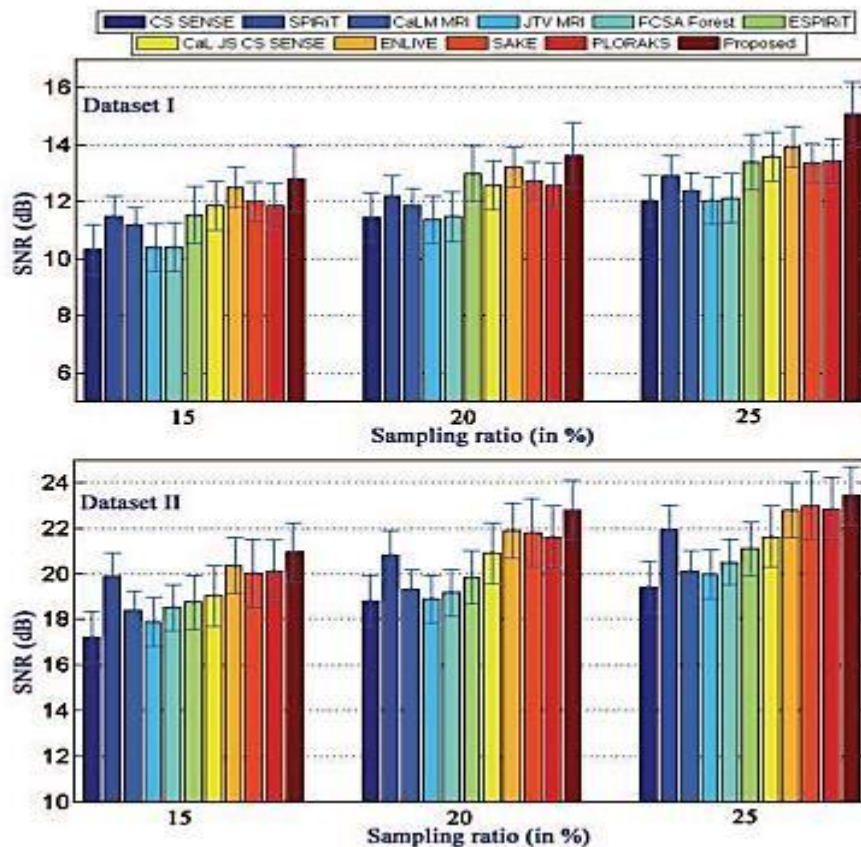 CS SENSE SPIRiT CaLM MRI JTV MRI FCSA Forest ESPIRiT
CaL JS CS SENSE ENLIVE SAKE PLORAKS Proposed
Dataset I
SNR (dB)
16
14
12
10
8
6
15 20 25
Sampling ratio (in %)
Dataset II
SNR (dB)
24
22
20
18
16
14
12
10
15 20 25
Sampling ratio (in %)